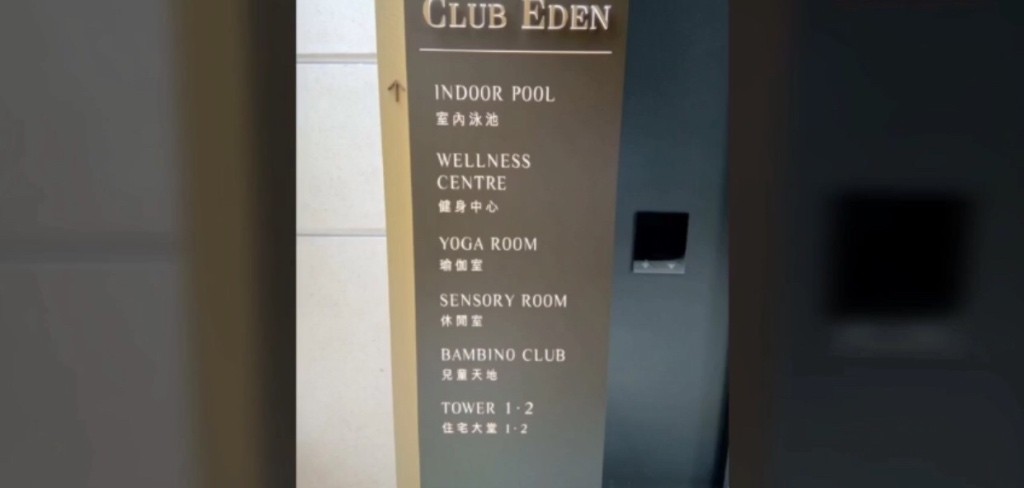 CLUB EDEN
INDOOR POOL
室內泳池
WELLNESS
CENTRE
健身中心
YOGA ROOM
瑜伽室
SENSORY ROOM
休閒室
BAMBINO CLUB
兒童天地
TOWER 1·2
住宅大堂 1·2